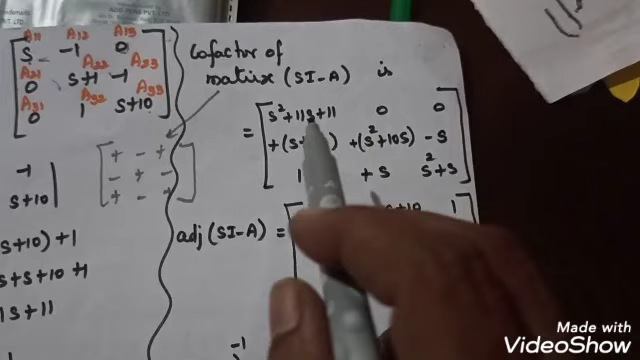 A11 A12 A13
S -1 0
A21 A22 A23
0 S+1 -1
A31 A32 A33
0 1 S+10
Cofactor of
matrix (SI-A) is
= [ S²+11S+11 0 0
+(S+ ) +(S²+10S) -S
1 +S S²+S ]
+ - +
- + -
+ - +
-1
S+10
S+10) +1
S+S+10+1
1S+11
adj (SI-A) = [ S+10 1
-1
Made with
VideoShow